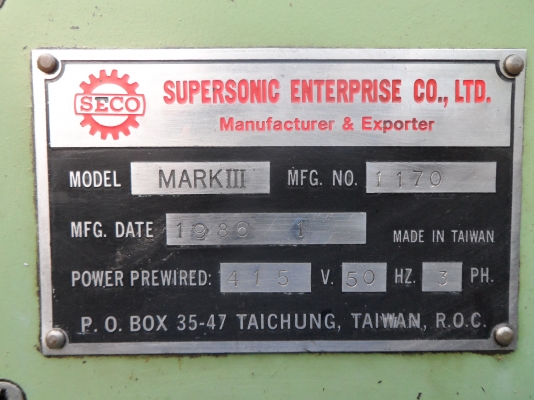 SECO
SUPERSONIC ENTERPRISE CO., LTD.
Manufacturer & Exporter
MODEL MARKIII MFG. NO. 1170
MFG. DATE 1986 1
MADE IN TAIWAN
POWER PREWIRED: 415 V. 50 HZ. 3 PH.
P. O. BOX 35-47 TAICHUNG, TAIWAN, R.O.C.